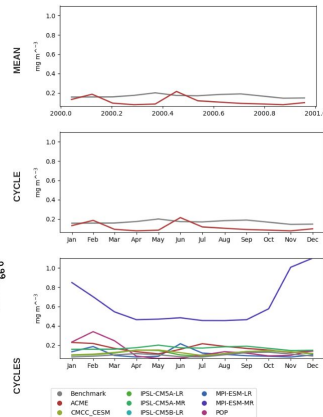 MEAN
mg m^-3
1.0
0.8
0.6
0.4
0.2
2000.0 2000.2 2000.4 2000.6 2000.8 2001.0
CYCLE
mg m^-3
1.0
0.8
0.6
0.4
0.2
Jan Feb Mar Apr May Jun Jul Aug Sep Oct Nov Dec
CYCLES
mg m^-3
1.0
0.8
0.6
0.4
0.2
Jan Feb Mar Apr May Jun Jul Aug Sep Oct Nov Dec
Benchmark IPSL-CM5A-LR MPI-ESM-LR
ACME IPSL-CM5A-MR MPI-ESM-MR
CMCC_CESM IPSL-CM5B-LR POP